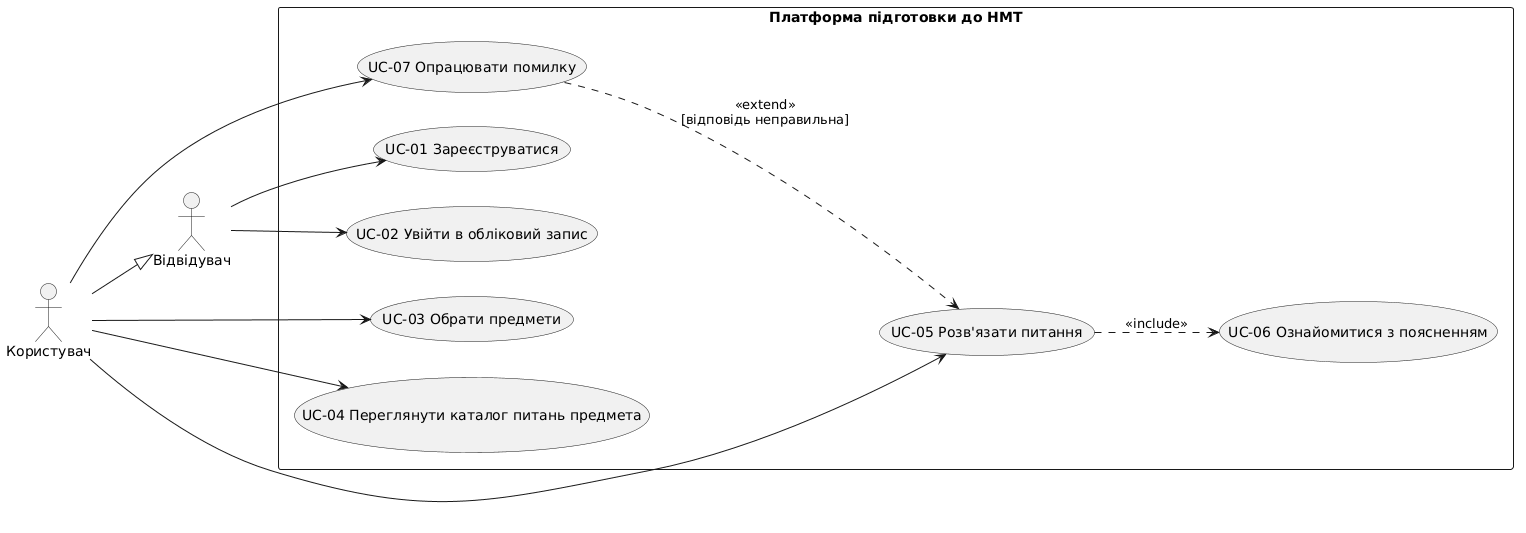 Платформа підготовки до НМТ
UC-07 Опрацювати помилку
«extend»
[відповідь неправильна]
UC-01 Зареєструватися
UC-02 Увійти в обліковий запис
Відвідувач
UC-03 Обрати предмети
Користувач
UC-05 Розв'язати питання
«include»
UC-06 Ознайомитися з поясненням
UC-04 Переглянути каталог питань предмета